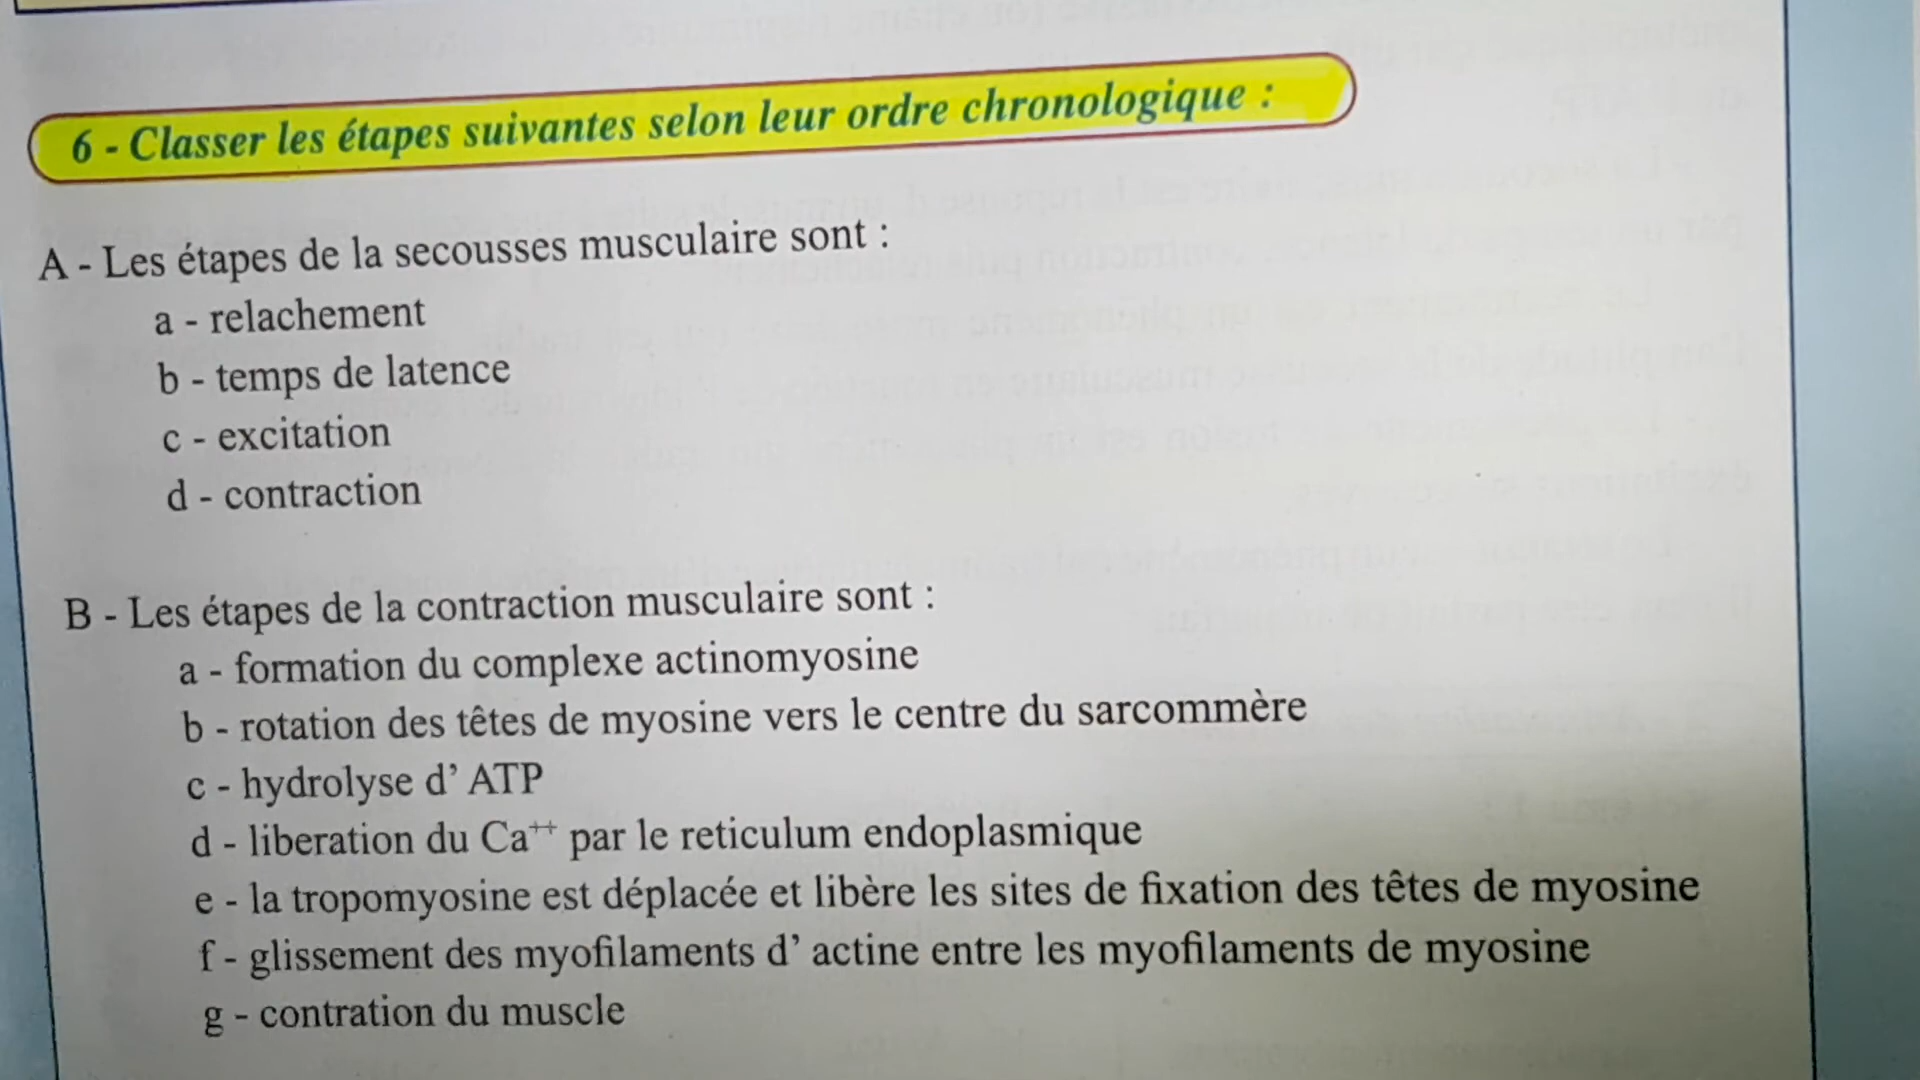 6 - Classer les étapes suivantes selon leur ordre chronologique :
A - Les étapes de la secousses musculaire sont :
a - relachement
b - temps de latence
c - excitation
d - contraction
B - Les étapes de la contraction musculaire sont :
a - formation du complexe actinomyosine
b - rotation des têtes de myosine vers le centre du sarcommère
c - hydrolyse d’ ATP
d - liberation du Ca⁺⁺ par le reticulum endoplasmique
e - la tropomyosine est déplacée et libère les sites de fixation des têtes de myosine
f - glissement des myofilaments d’ actine entre les myofilaments de myosine
g - contration du muscle